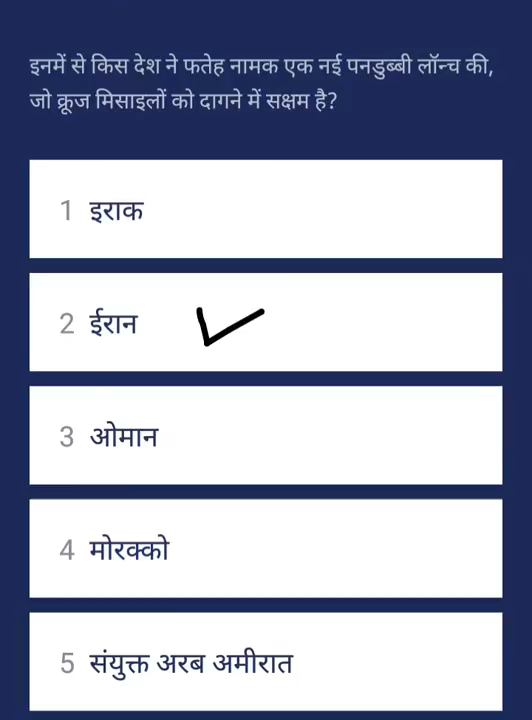 इनमें से किस देश ने फतेह नामक एक नई पनडुब्बी लॉन्च की,
जो क्रूज मिसाइलों को दागने में सक्षम है?
1 इराक
2 ईरान
3 ओमान
4 मोरक्को
5 संयुक्त अरब अमीरात